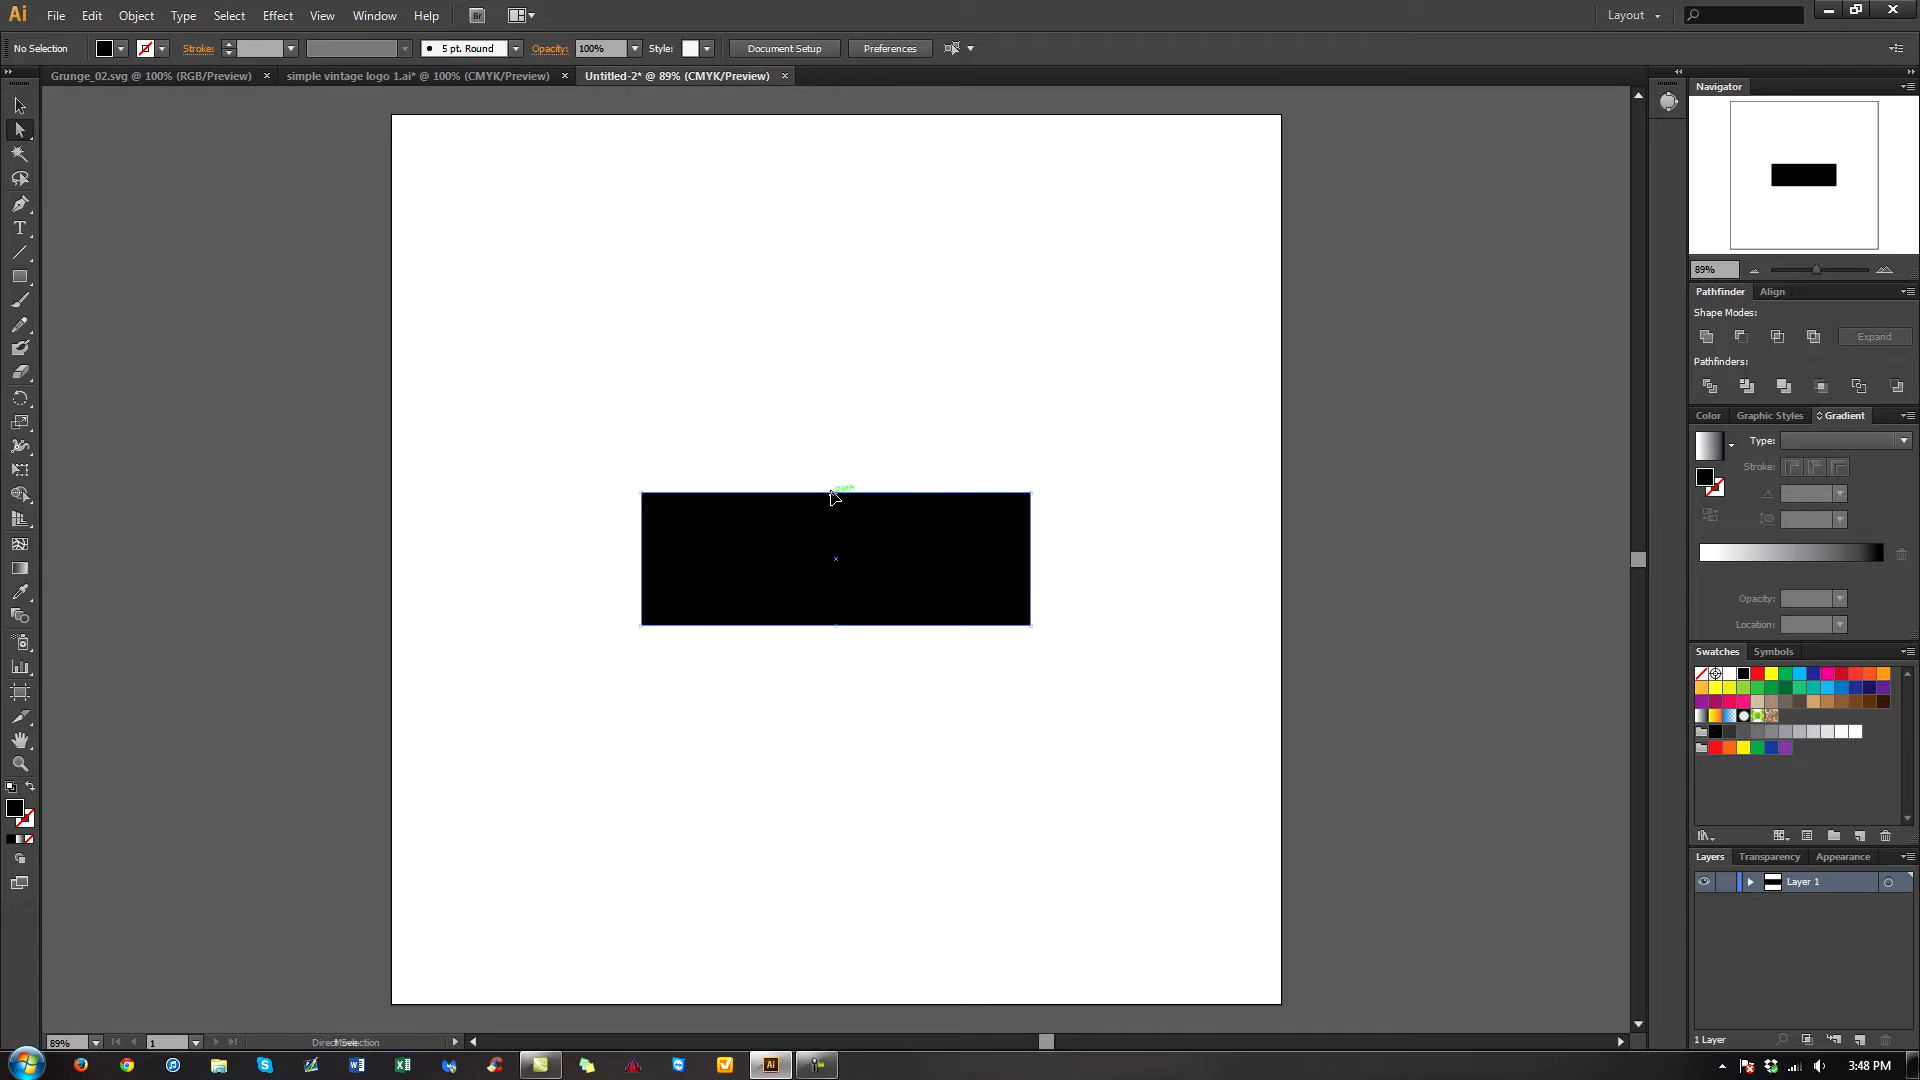 Ai File Edit Object Type Select Effect View Window Help Br Layout
No Selection Stroke: 5 pt. Round Opacity: 100% Style: Document Setup Preferences
Grunge_02.svg @ 100% (RGB/Preview) simple vintage logo 1.ai* @ 100% (CMYK/Preview) Untitled-2* @ 89% (CMYK/Preview)
Navigator
89%
Pathfinder Align
Shape Modes:
Expand
Pathfinders:
Color Graphic Styles Gradient
Type:
Stroke:
path
Opacity:
Location:
Swatches Symbols
Layers Transparency Appearance
Layer 1
1 Layer
89% 1
Ai 3:48 PM